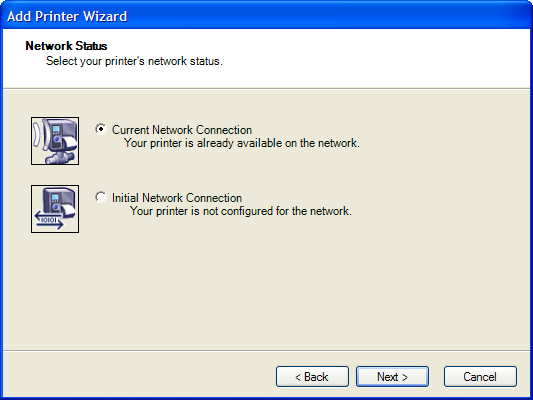 Add Printer Wizard
Network Status
Select your printer's network status.
Current Network Connection
Your printer is already available on the network.
Initial Network Connection
Your printer is not configured for the network.
10101
< Back
Next >
Cancel